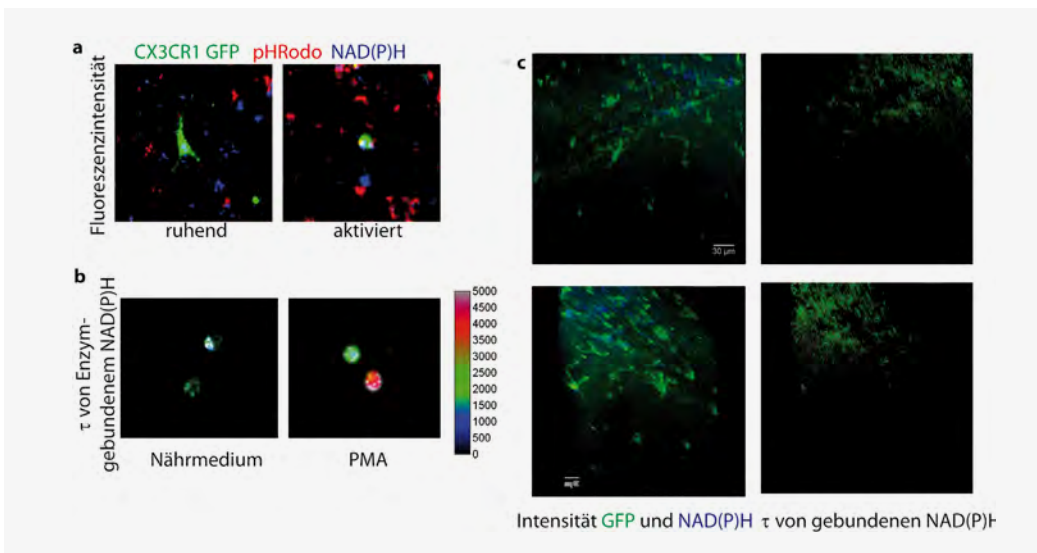 a
CX3CR1 GFP pHRodo NAD(P)H
Fluoreszenzintensität
ruhend
aktiviert
b
τ von Enzym-
gebundenem NAD(P)H
Nährmedium
PMA
5000
4500
4000
3500
3000
2500
2000
1500
1000
500
0
c
30 µm
Intensität GFP und NAD(P)H
τ von gebundenen NAD(P)H